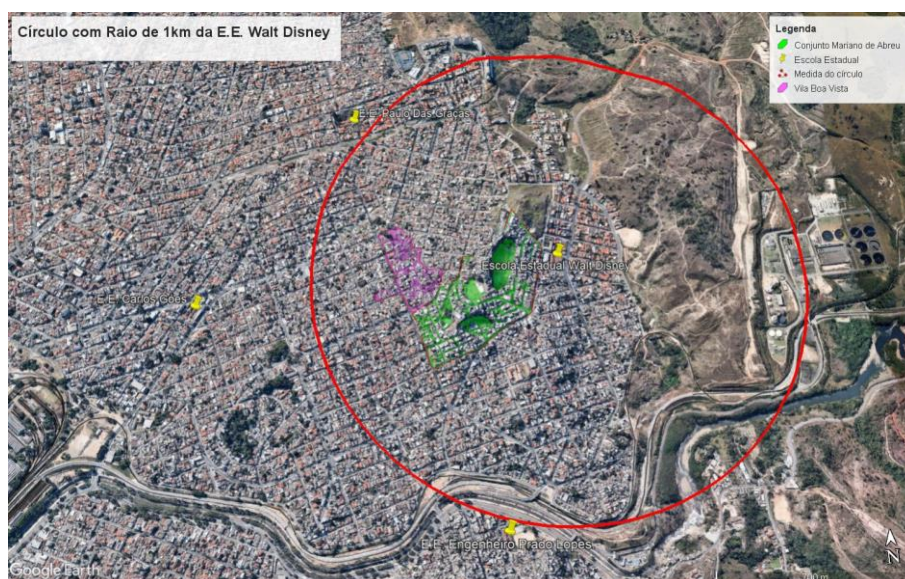 Círculo com Raio de 1km da E.E. Walt Disney
Legenda
Conjunto Mariano de Abreu
Escola Estadual
Medida do círculo
Vila Boa Vista
E.E. Paulo Das Graças
Escola Estadual Walt Disney
E.E. Carlos Góes
E.E. Engenheiro Prado Lopes
Google Earth
N